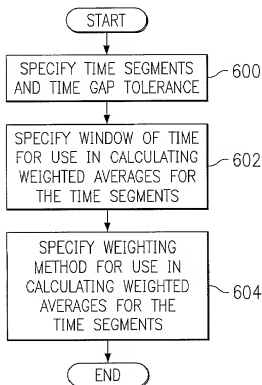 START
SPECIFY TIME SEGMENTS
AND TIME GAP TOLERANCE
600
SPECIFY WINDOW OF TIME
FOR USE IN CALCULATING
WEIGHTED AVERAGES FOR
THE TIME SEGMENTS
602
SPECIFY WEIGHTING
METHOD FOR USE IN
CALCULATING WEIGHTED
AVERAGES FOR THE
TIME SEGMENTS
604
END